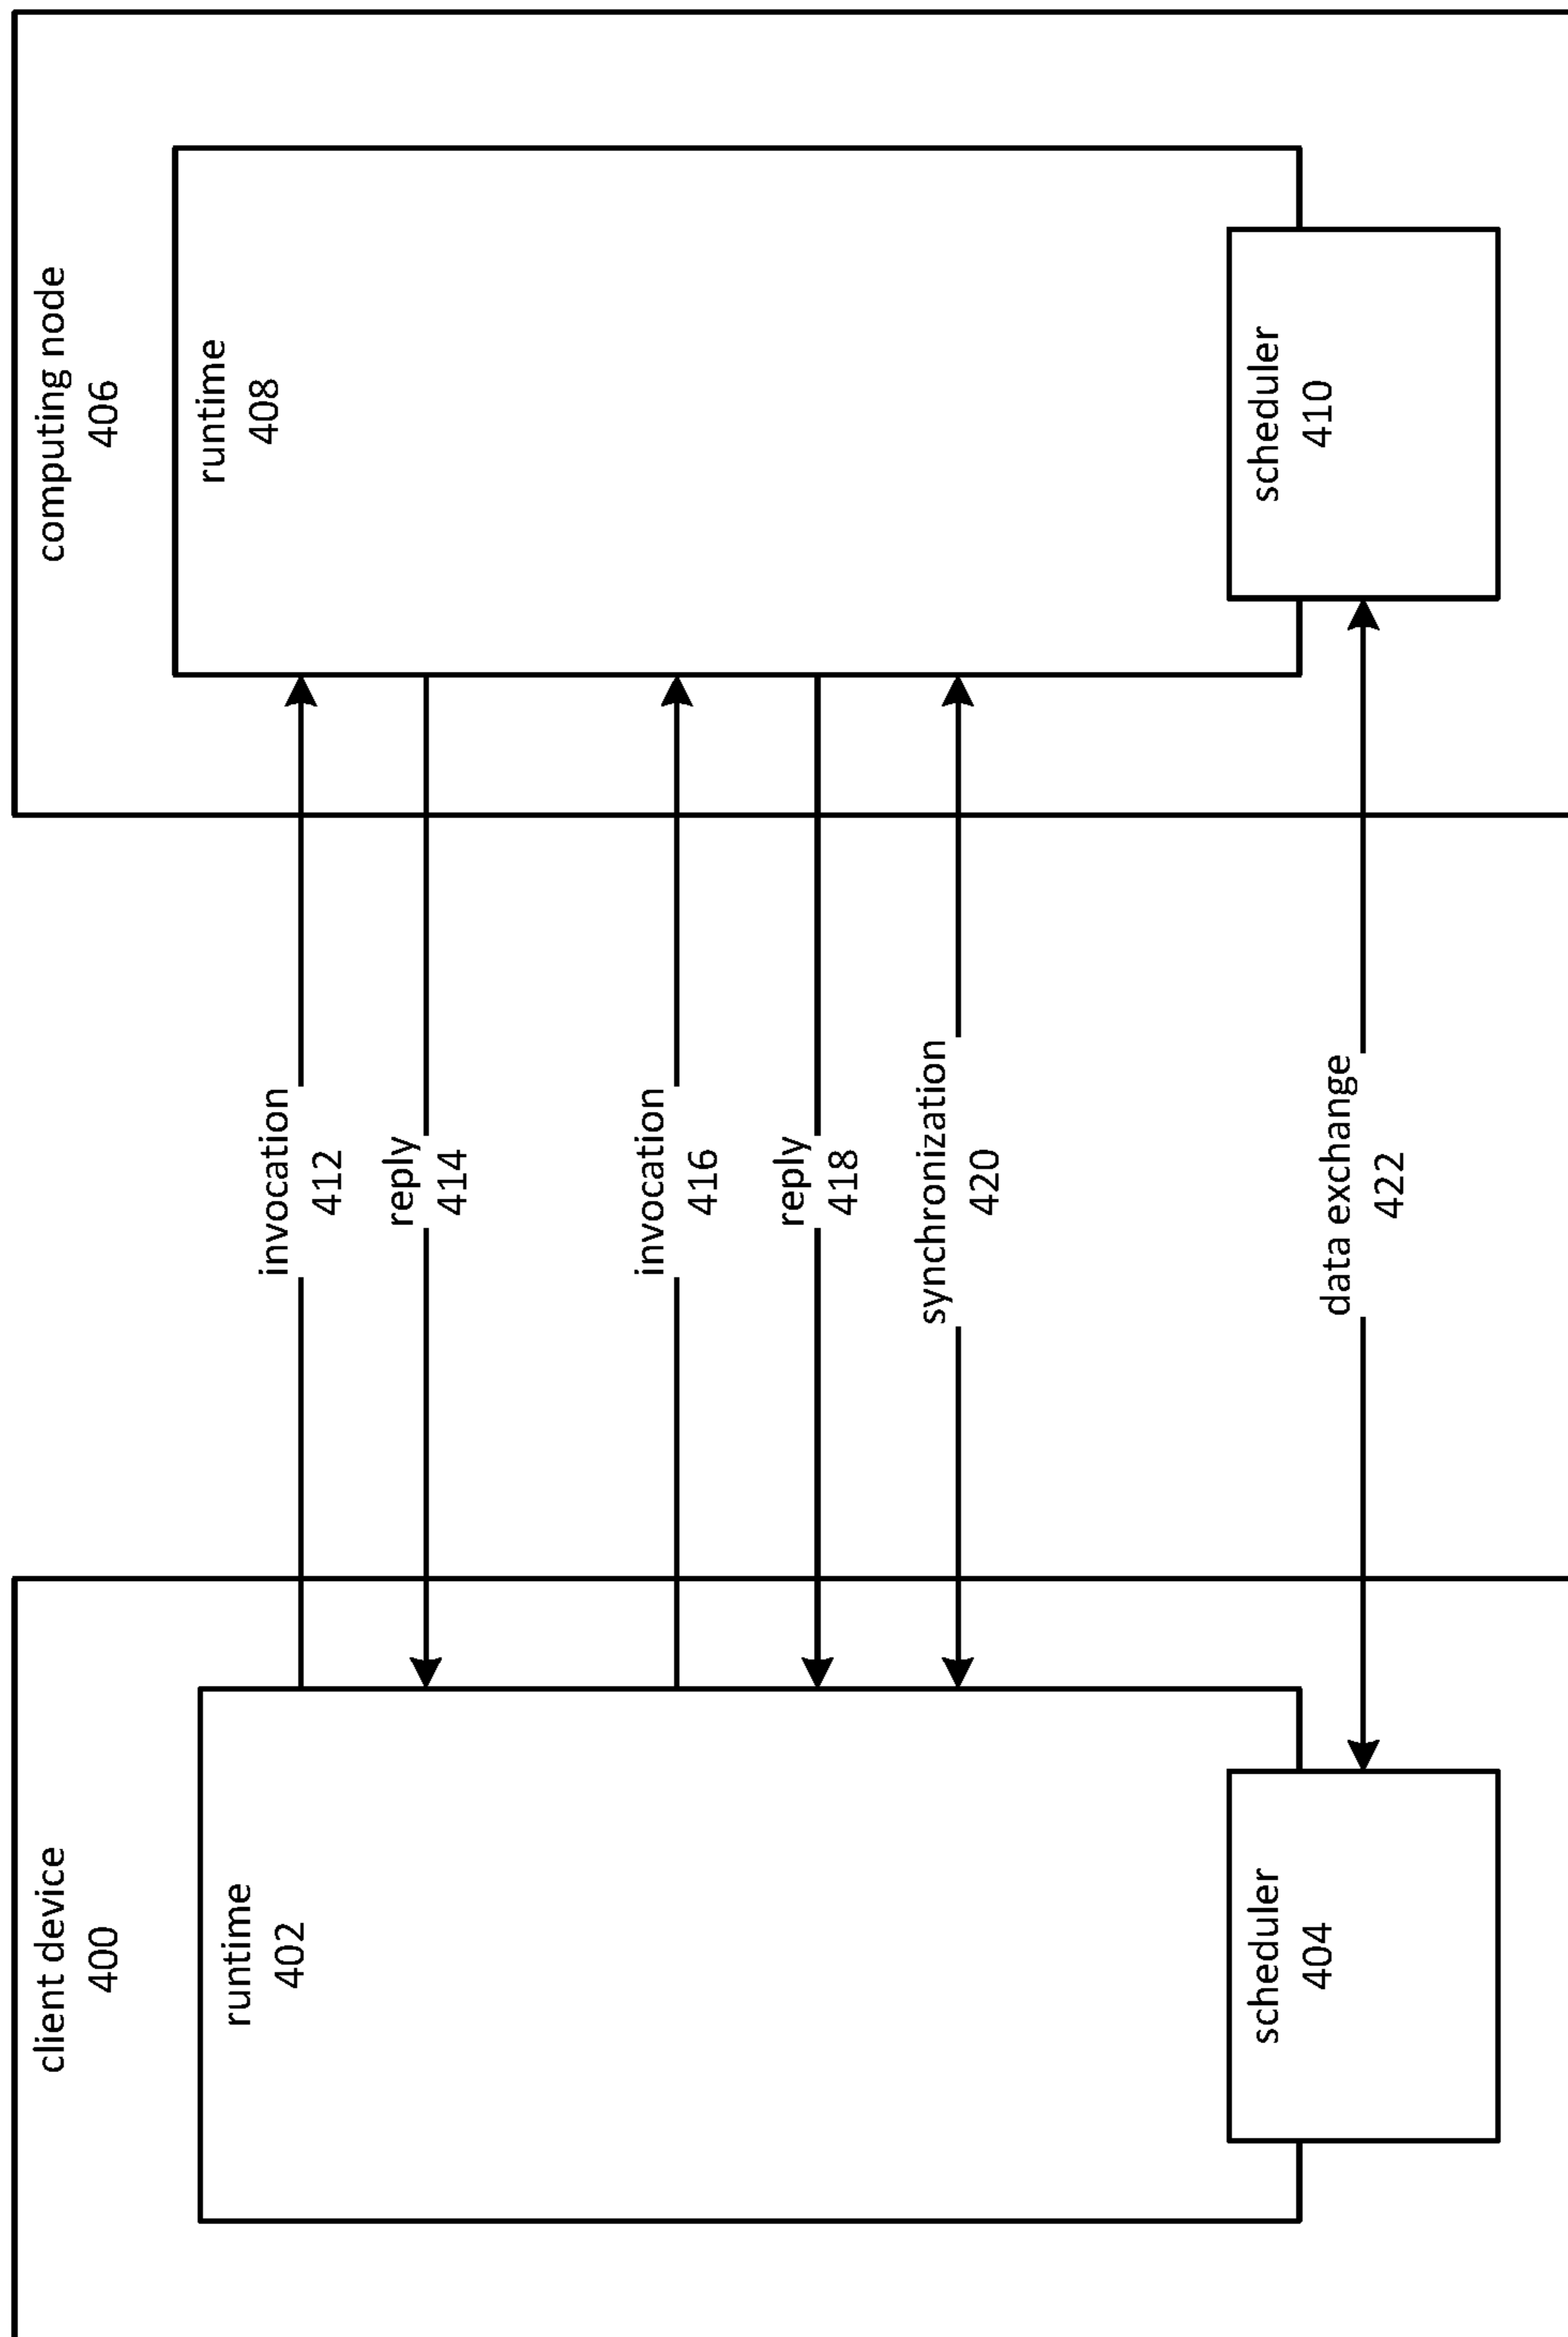 client device
400
runtime
402
scheduler
404
invocation
412
reply
414
invocation
416
reply
418
synchronization
420
data exchange
422
computing node
406
runtime
408
scheduler
410